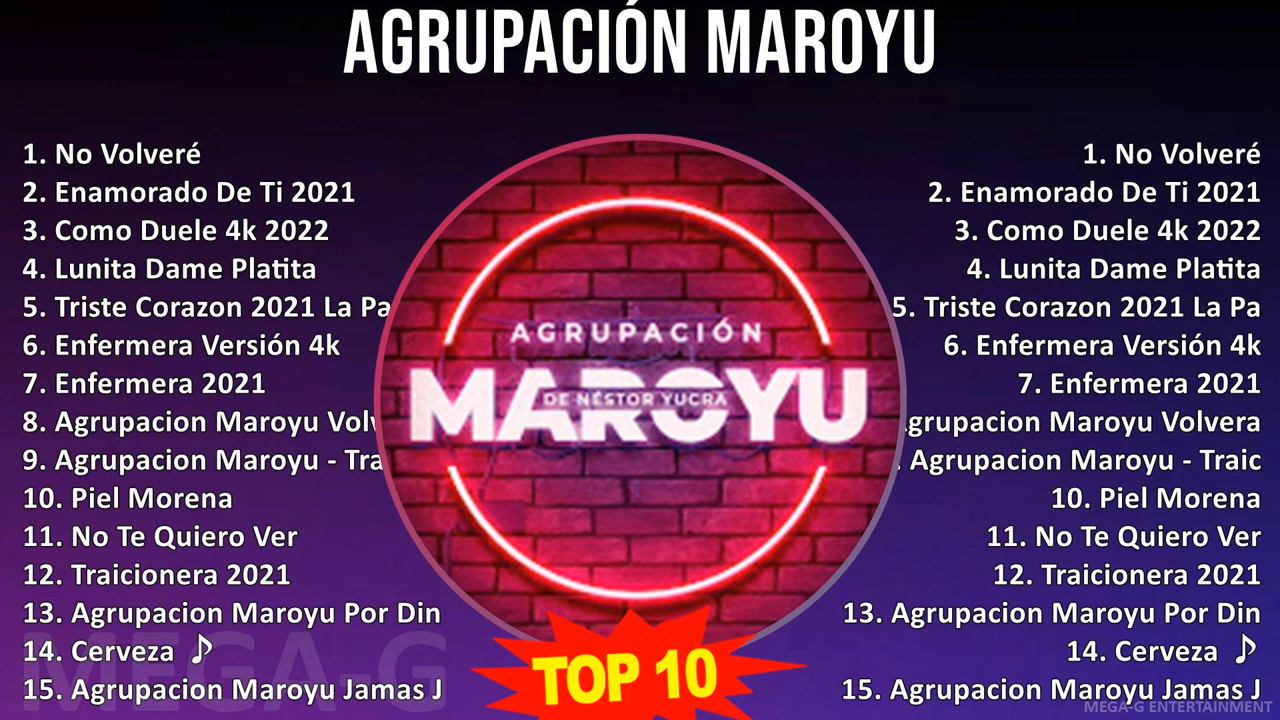 AGRUPACIÓN MAROYU
1. No Volveré
2. Enamorado De Ti 2021
3. Como Duele 4k 2022
4. Lunita Dame Platita
5. Triste Corazon 2021 La Pa
6. Enfermera Versión 4k
7. Enfermera 2021
8. Agrupacion Maroyu Volv
9. Agrupacion Maroyu - Tra
10. Piel Morena
11. No Te Quiero Ver
12. Traicionera 2021
13. Agrupacion Maroyu Por Din
14. Cerveza ♪
15. Agrupacion Maroyu Jamas J
MEGA-G
AGRUPACIÓN
MAROYU
DE NÉSTOR YUCRA
TOP 10
1. No Volveré
2. Enamorado De Ti 2021
3. Como Duele 4k 2022
4. Lunita Dame Platita
5. Triste Corazon 2021 La Pa
6. Enfermera Versión 4k
7. Enfermera 2021
grupacion Maroyu Volvera
. Agrupacion Maroyu - Traic
10. Piel Morena
11. No Te Quiero Ver
12. Traicionera 2021
13. Agrupacion Maroyu Por Din
14. Cerveza ♪
15. Agrupacion Maroyu Jamas J
MEGA-G ENTERTAINMENT